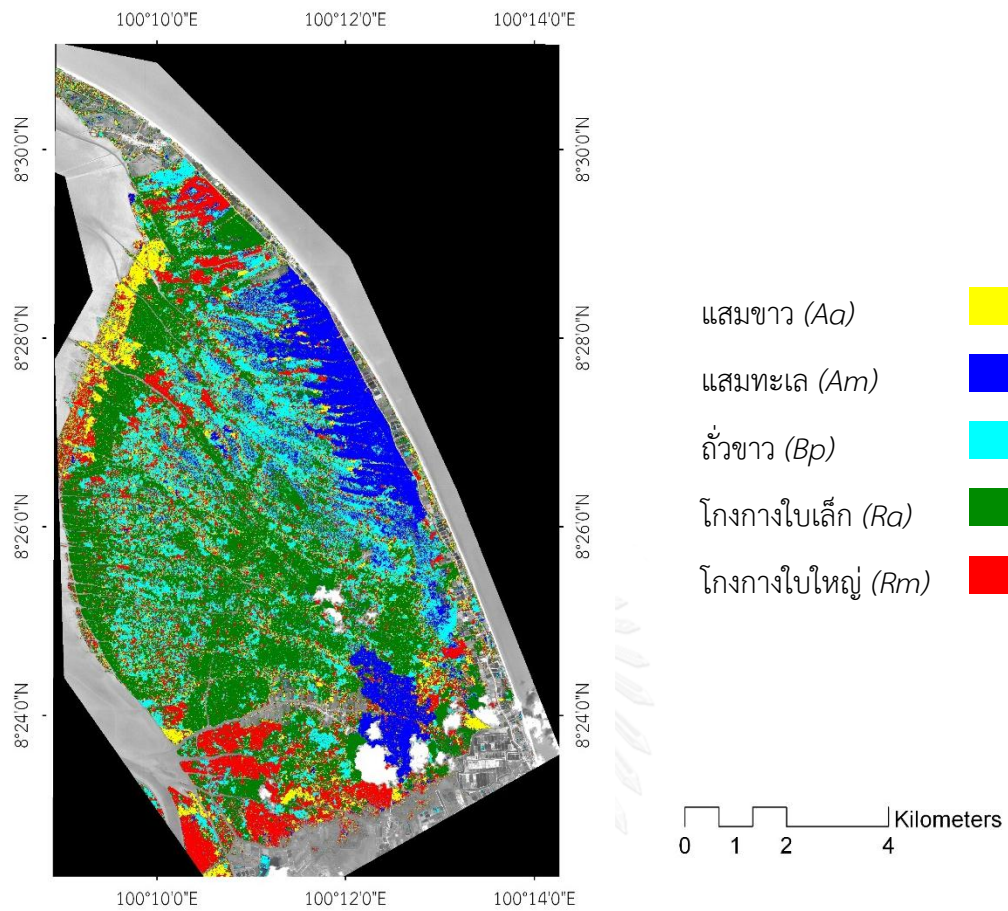 100°10'0"E 100°12'0"E 100°14'0"E
8°30'0"N 8°30'0"N
8°28'0"N 8°28'0"N
8°26'0"N 8°26'0"N
8°24'0"N 8°24'0"N
100°10'0"E 100°12'0"E 100°14'0"E
แสมขาว (Aa)
แสมทะเล (Am)
ถั่วขาว (Bp)
โกงกางใบเล็ก (Ra)
โกงกางใบใหญ่ (Rm)
Kilometers
0 1 2 4